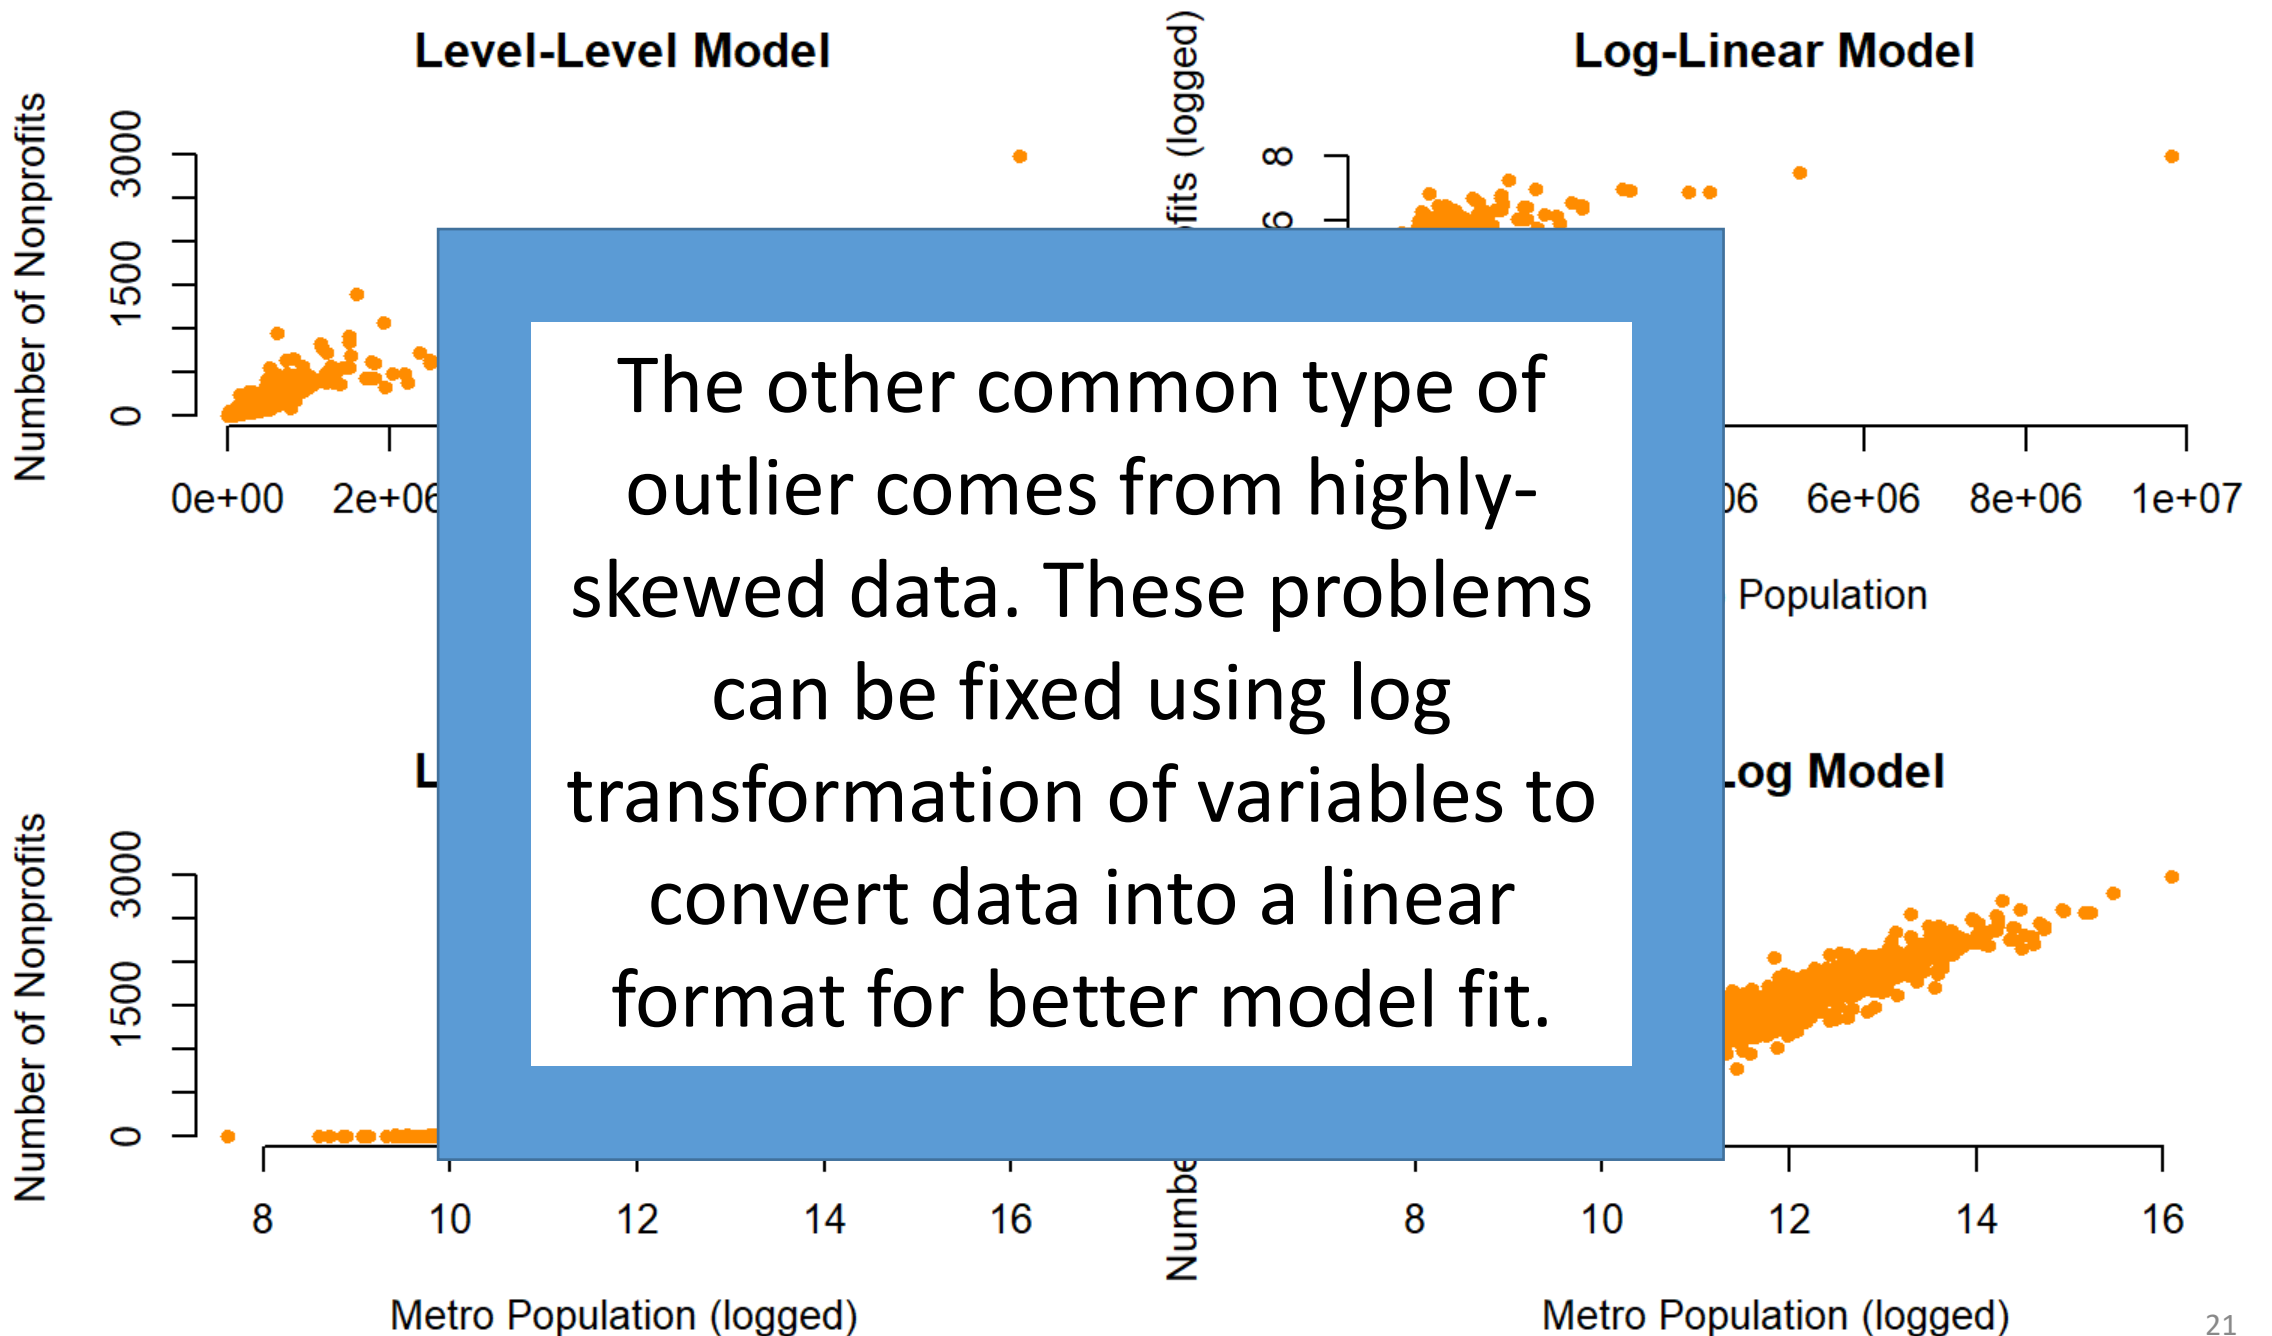 Level-Level Model
Number of Nonprofits
3000
1500
0
0e+00 2e+06
Log-Linear Model
(logged)
8
6
6e+06 8e+06 1e+07
Population
The other common type of
outlier comes from highly-
skewed data. These problems
can be fixed using log
transformation of variables to
convert data into a linear
format for better model fit.
Number of Nonprofits
3000
1500
0
8 10 12 14 16
Metro Population (logged)
Log Model
8 10 12 14 16
Metro Population (logged)
21